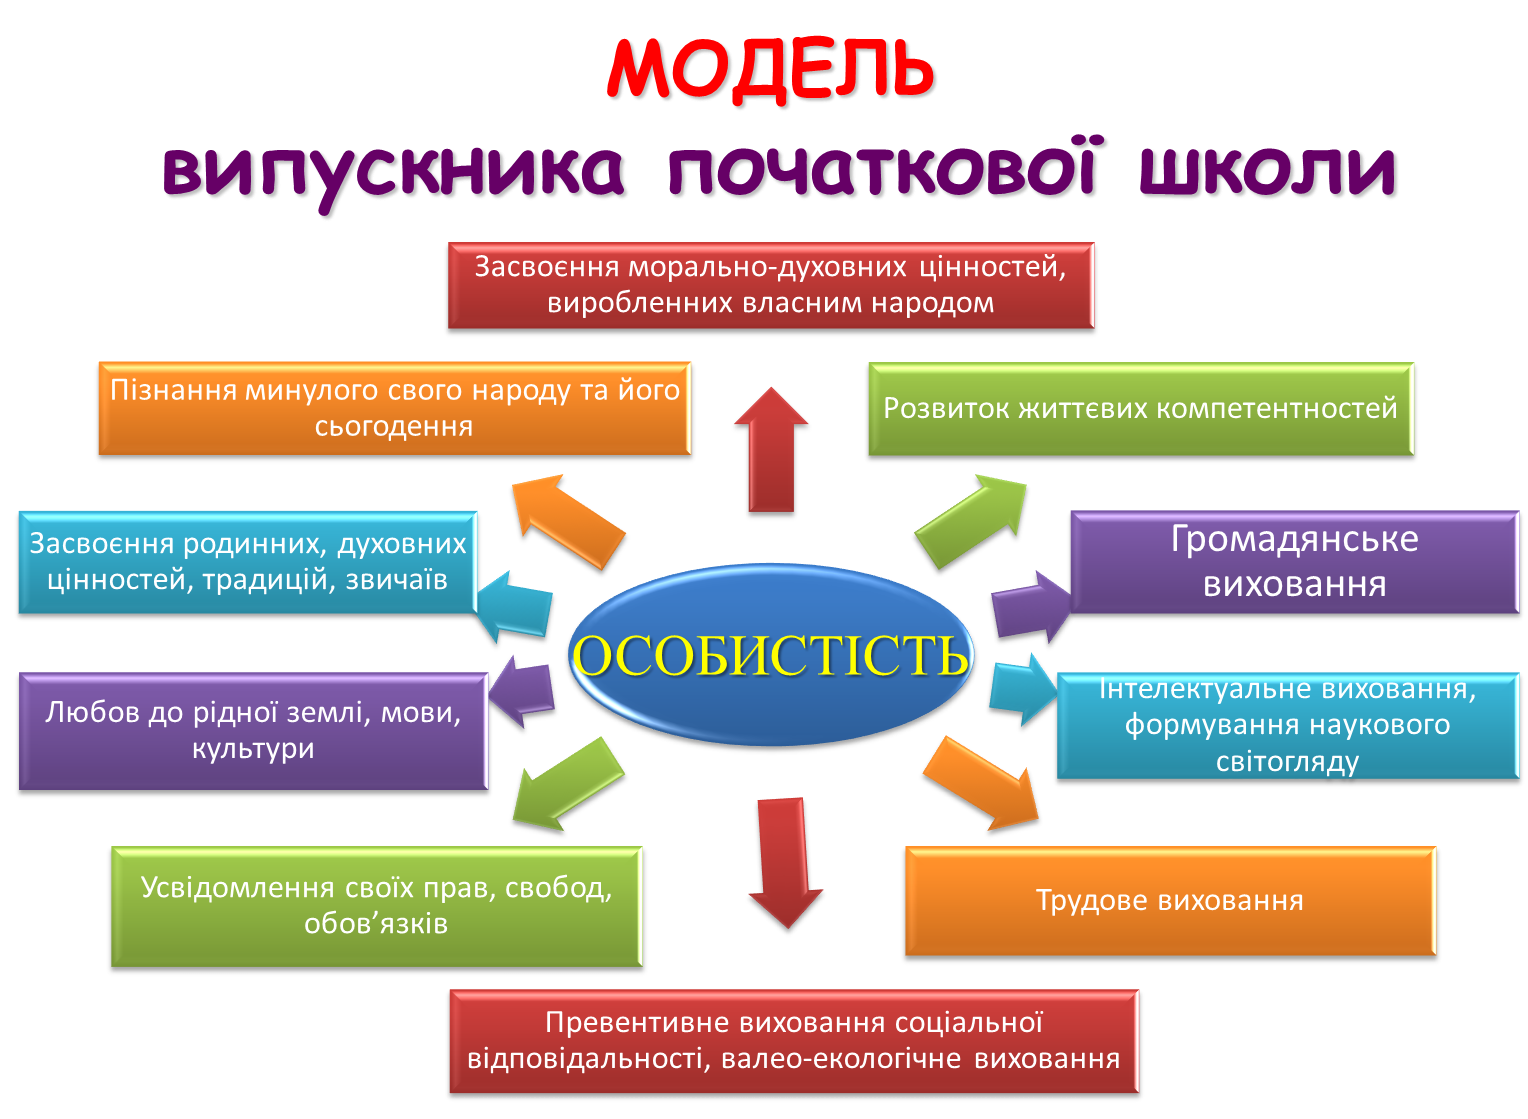 МОДЕЛЬ
випускника початкової школи
Засвоєння морально-духовних цінностей,
виробленних власним народом
Пізнання минулого свого народу та його
сьогодення
Розвиток життєвих компетентностей
Засвоєння родинних, духовних
цінностей, традицій, звичаїв
Громадянське
виховання
ОСОБИСТІСТЬ
Любов до рідної землі, мови,
культури
Інтелектуальне виховання,
формування наукового
світогляду
Усвідомлення своїх прав, свобод,
обов’язків
Трудове виховання
Превентивне виховання соціальної
відповідальності, валео-екологічне виховання